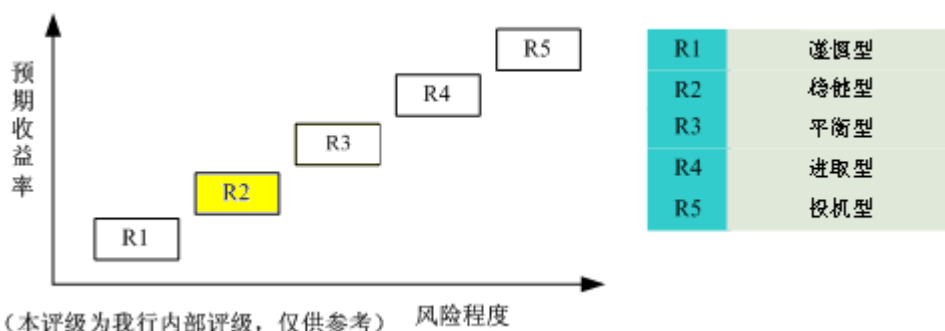 预期收益率
R5
R4
R3
R2
R1
风险程度
（本评级为我行内部评级，仅供参考）
R1 谨慎型
R2 稳健型
R3 平衡型
R4 进取型
R5 投机型